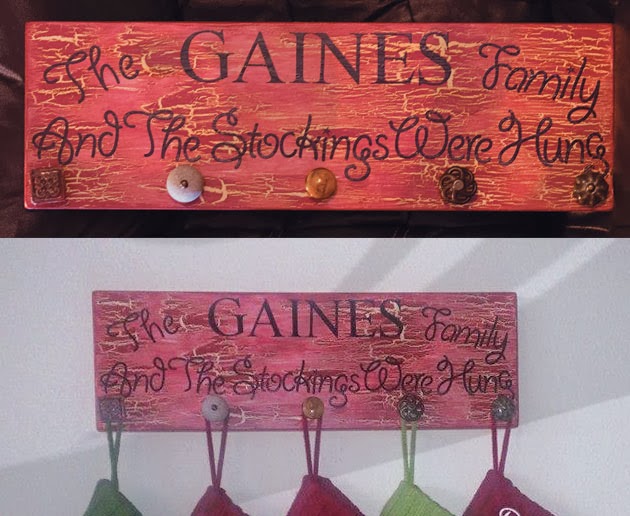 The GAINES Family
And The Stockings Were Hung
The GAINES Family
And The Stockings Were Hung